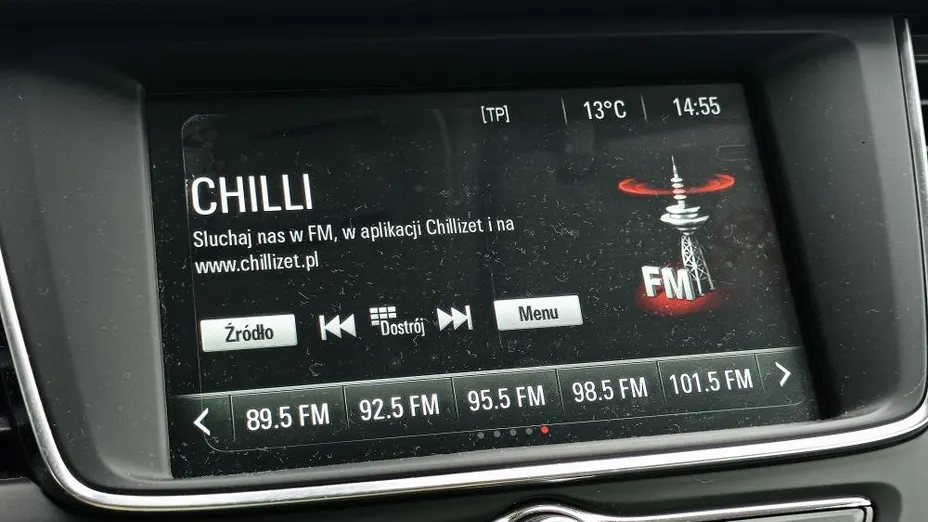 [TP] 13°C 14:55
CHILLI
Sluchaj nas w FM, w aplikacji Chillizet i na
www.chillizet.pl
FM
Źródło Dostrój Menu
89.5 FM 92.5 FM 95.5 FM 98.5 FM 101.5 FM